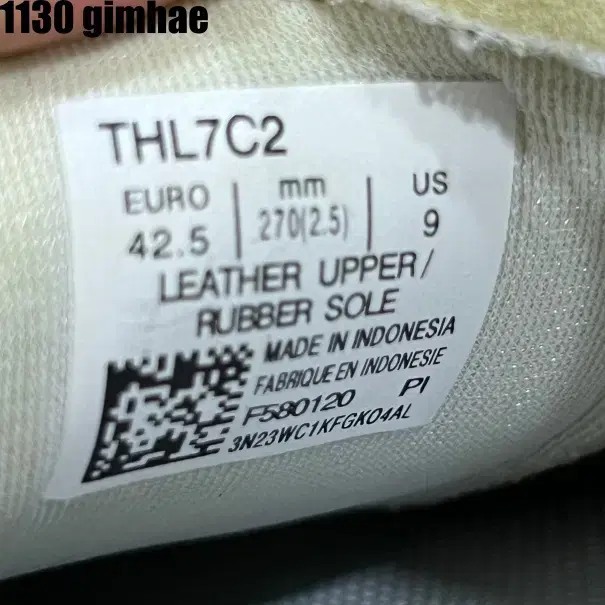 1130 gimhae
THL7C2
EURO mm US
42.5 270(2.5) 9
LEATHER UPPER/
RUBBER SOLE
MADE IN INDONESIA
FABRIQUE EN INDONESIE
F580120 PI
3N23WC1KFGK04AL